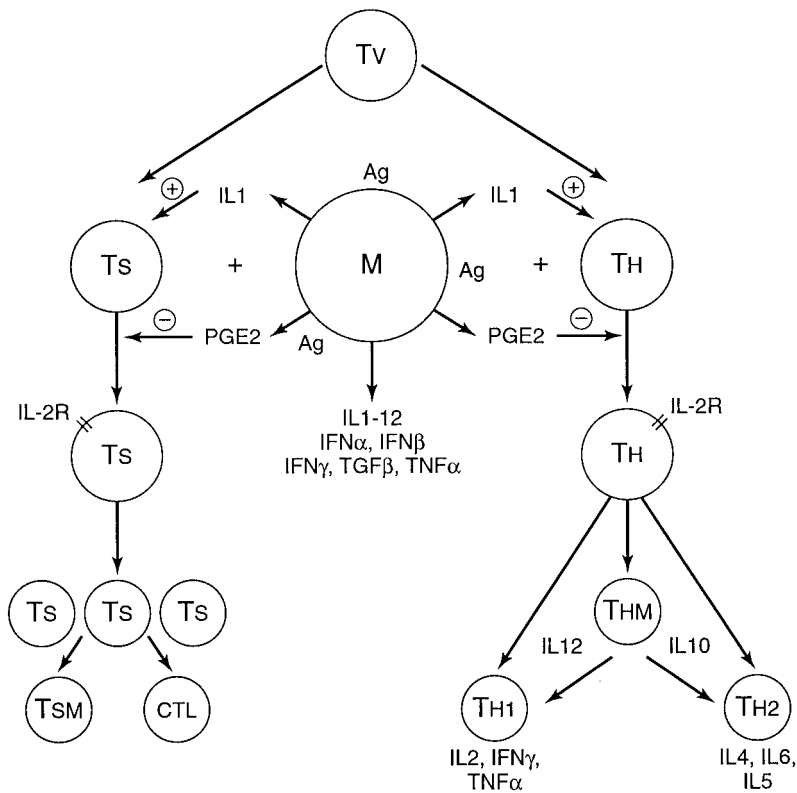 TV
Ag
+
IL1
IL1
+
TS
+
M
Ag
+
TH
−
PGE2
Ag
PGE2
−
IL-2R
IL-2R
IL1-12
IFNα, IFNβ
IFNγ, TGFβ, TNFα
TS
TH
TS
TS
TS
THM
IL12
IL10
TSM
CTL
TH1
TH2
IL2, IFNγ,
TNFα
IL4, IL6,
IL5